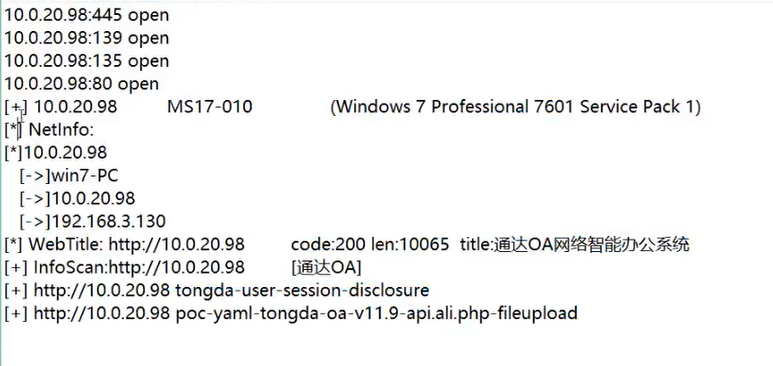 10.0.20.98:445 open
10.0.20.98:139 open
10.0.20.98:135 open
10.0.20.98:80 open
[+] 10.0.20.98 MS17-010 (Windows 7 Professional 7601 Service Pack 1)
[*] NetInfo:
[*]10.0.20.98
[->]win7-PC
[->]10.0.20.98
[->]192.168.3.130
[*] WebTitle: http://10.0.20.98 code:200 len:10065 title:通达OA网络智能办公系统
[+] InfoScan:http://10.0.20.98 [通达OA]
[+] http://10.0.20.98 tongda-user-session-disclosure
[+] http://10.0.20.98 poc-yaml-tongda-oa-v11.9-api.ali.php-fileupload